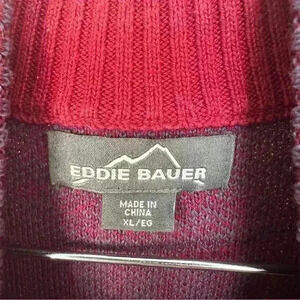 EDDIE BAUER
MADE IN
CHINA
XL/EG